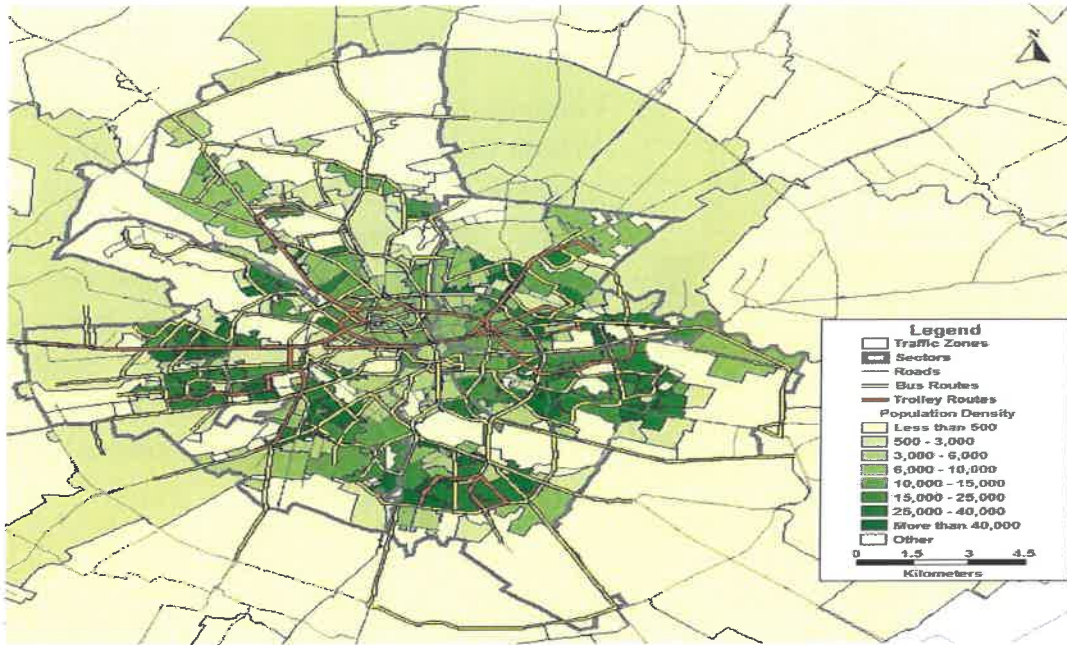 N
Legend
Traffic Zones
Sectors
Roads
Bus Routes
Trolley Routes
Population Density
Less than 500
500 - 3,000
3,000 - 6,000
6,000 - 10,000
10,000 - 15,000
15,000 - 25,000
25,000 - 40,000
More than 40,000
Other
0 1.5 3 4.5
Kilometers